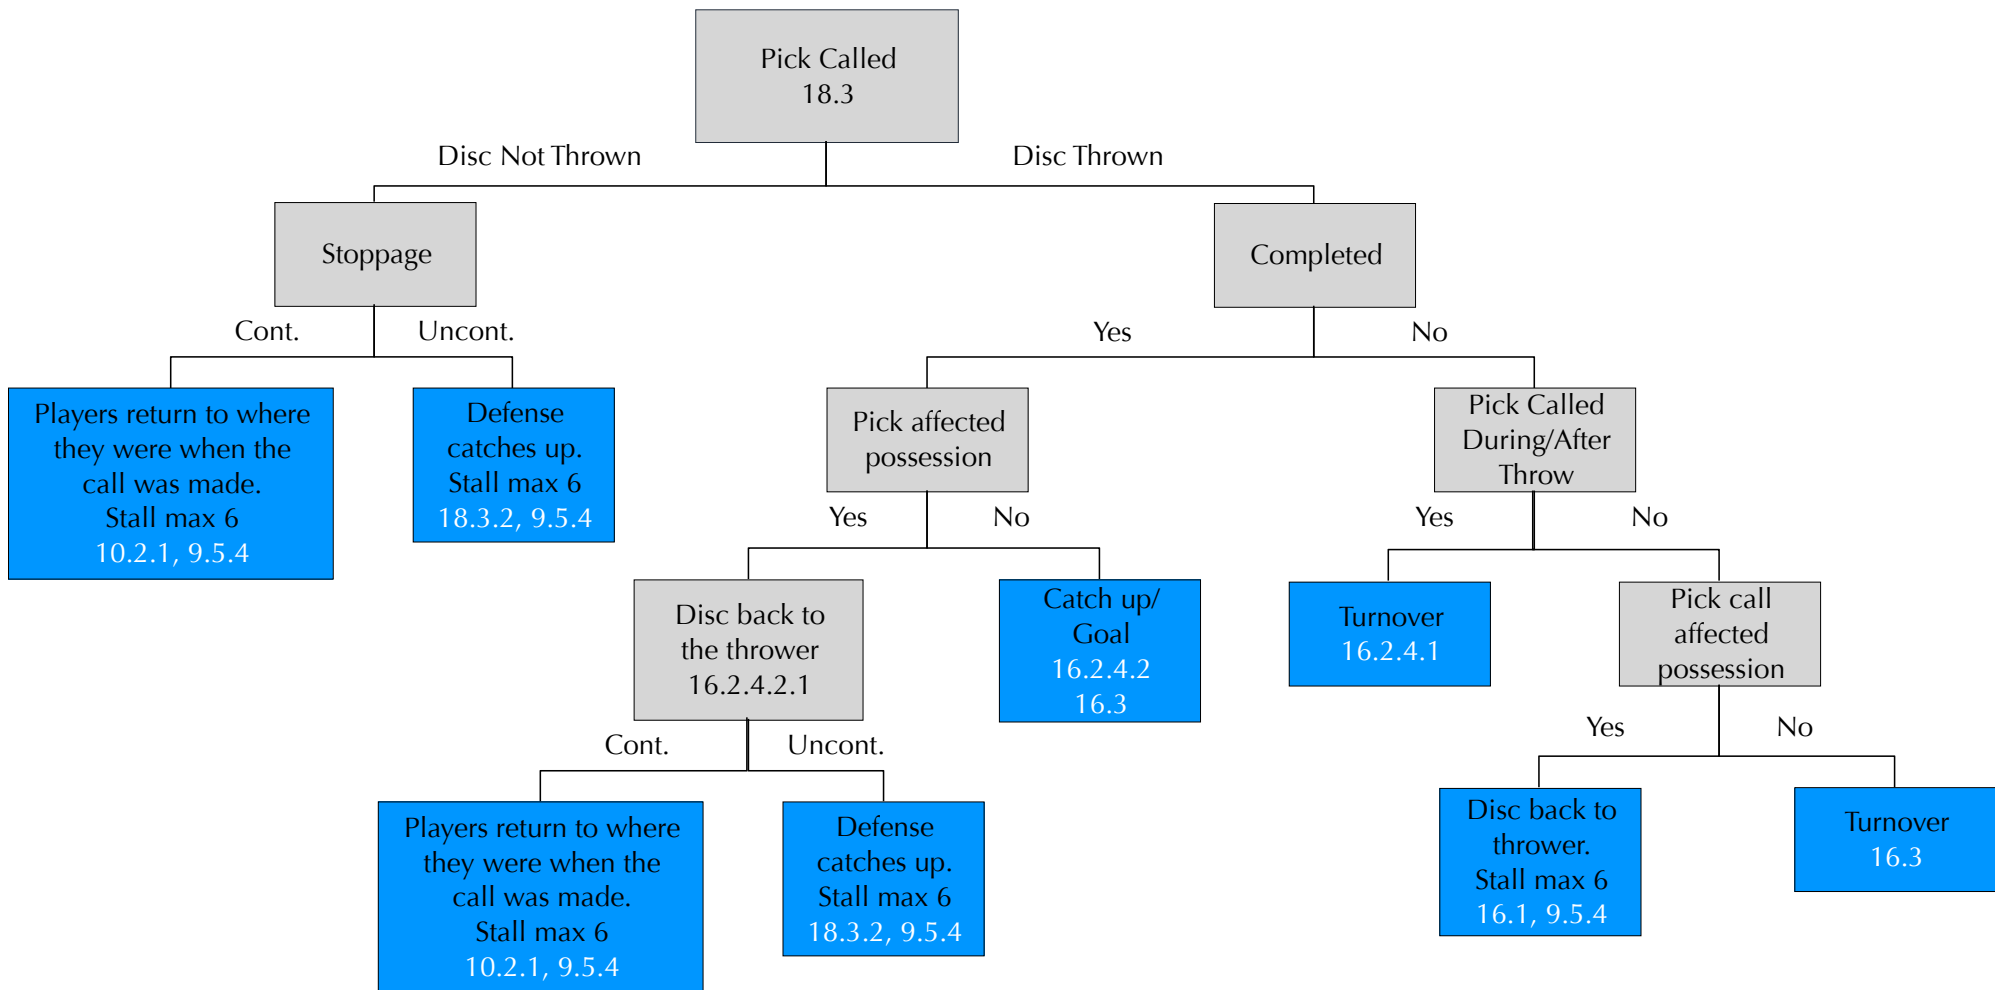 Pick Called
18.3
Disc Not Thrown
Disc Thrown
Stoppage
Completed
Cont.
Uncont.
Yes
No
Players return to where
they were when the
call was made.
Stall max 6
10.2.1, 9.5.4
Defense
catches up.
Stall max 6
18.3.2, 9.5.4
Pick affected
possession
Pick Called
During/After
Throw
Yes
No
Yes
No
Disc back to
the thrower
16.2.4.2.1
Catch up/
Goal
16.2.4.2
16.3
Turnover
16.2.4.1
Pick call
affected
possession
Cont.
Uncont.
Yes
No
Players return to where
they were when the
call was made.
Stall max 6
10.2.1, 9.5.4
Defense
catches up.
Stall max 6
18.3.2, 9.5.4
Disc back to
thrower.
Stall max 6
16.1, 9.5.4
Turnover
16.3